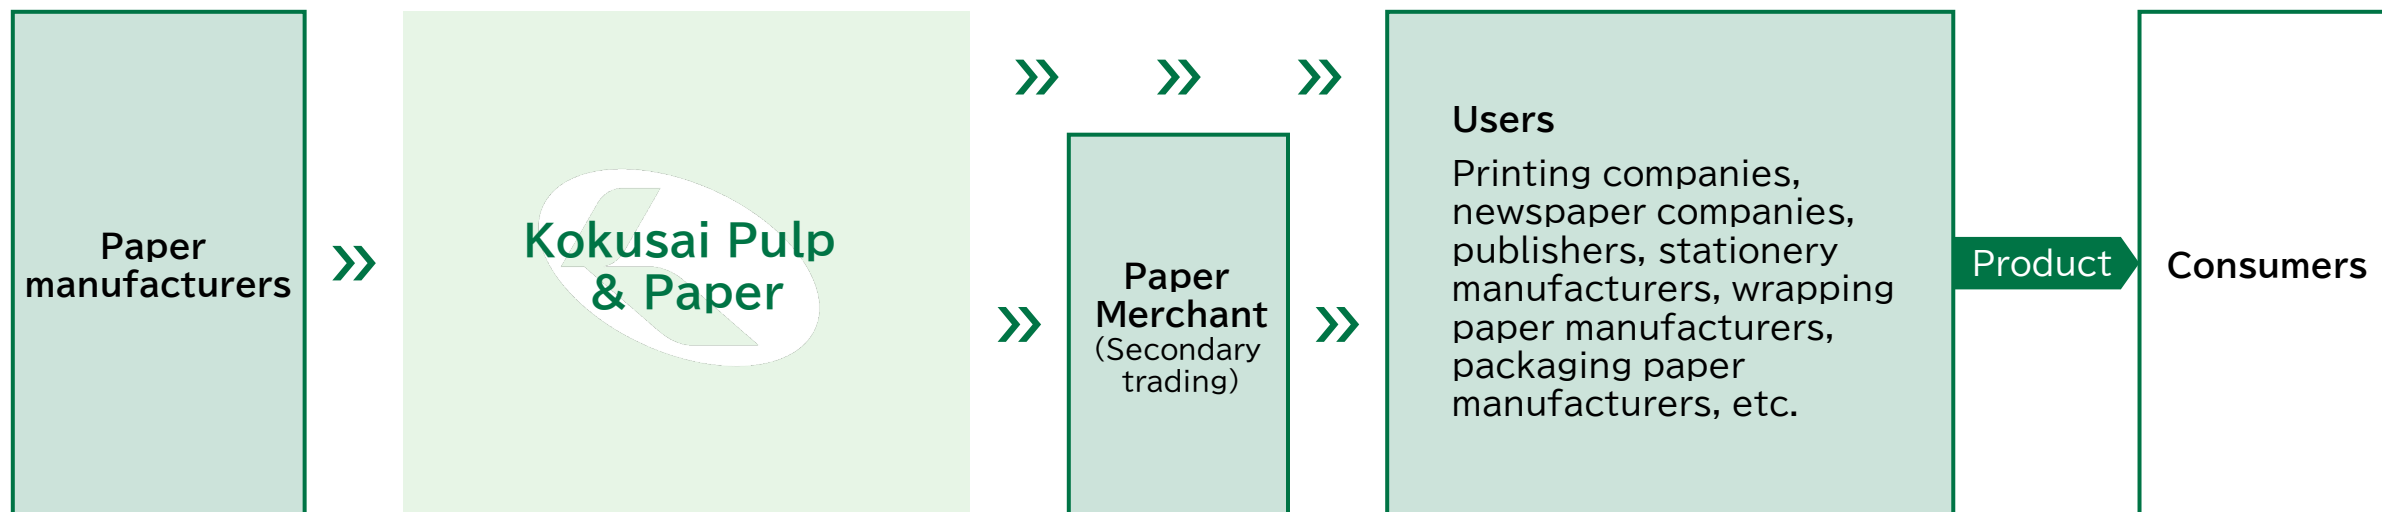 Paper
manufacturers
Kokusai Pulp
& Paper
Paper
Merchant
(Secondary
trading)
Users
Printing companies,
newspaper companies,
publishers, stationery
manufacturers, wrapping
paper manufacturers,
packaging paper
manufacturers, etc.
Product
Consumers